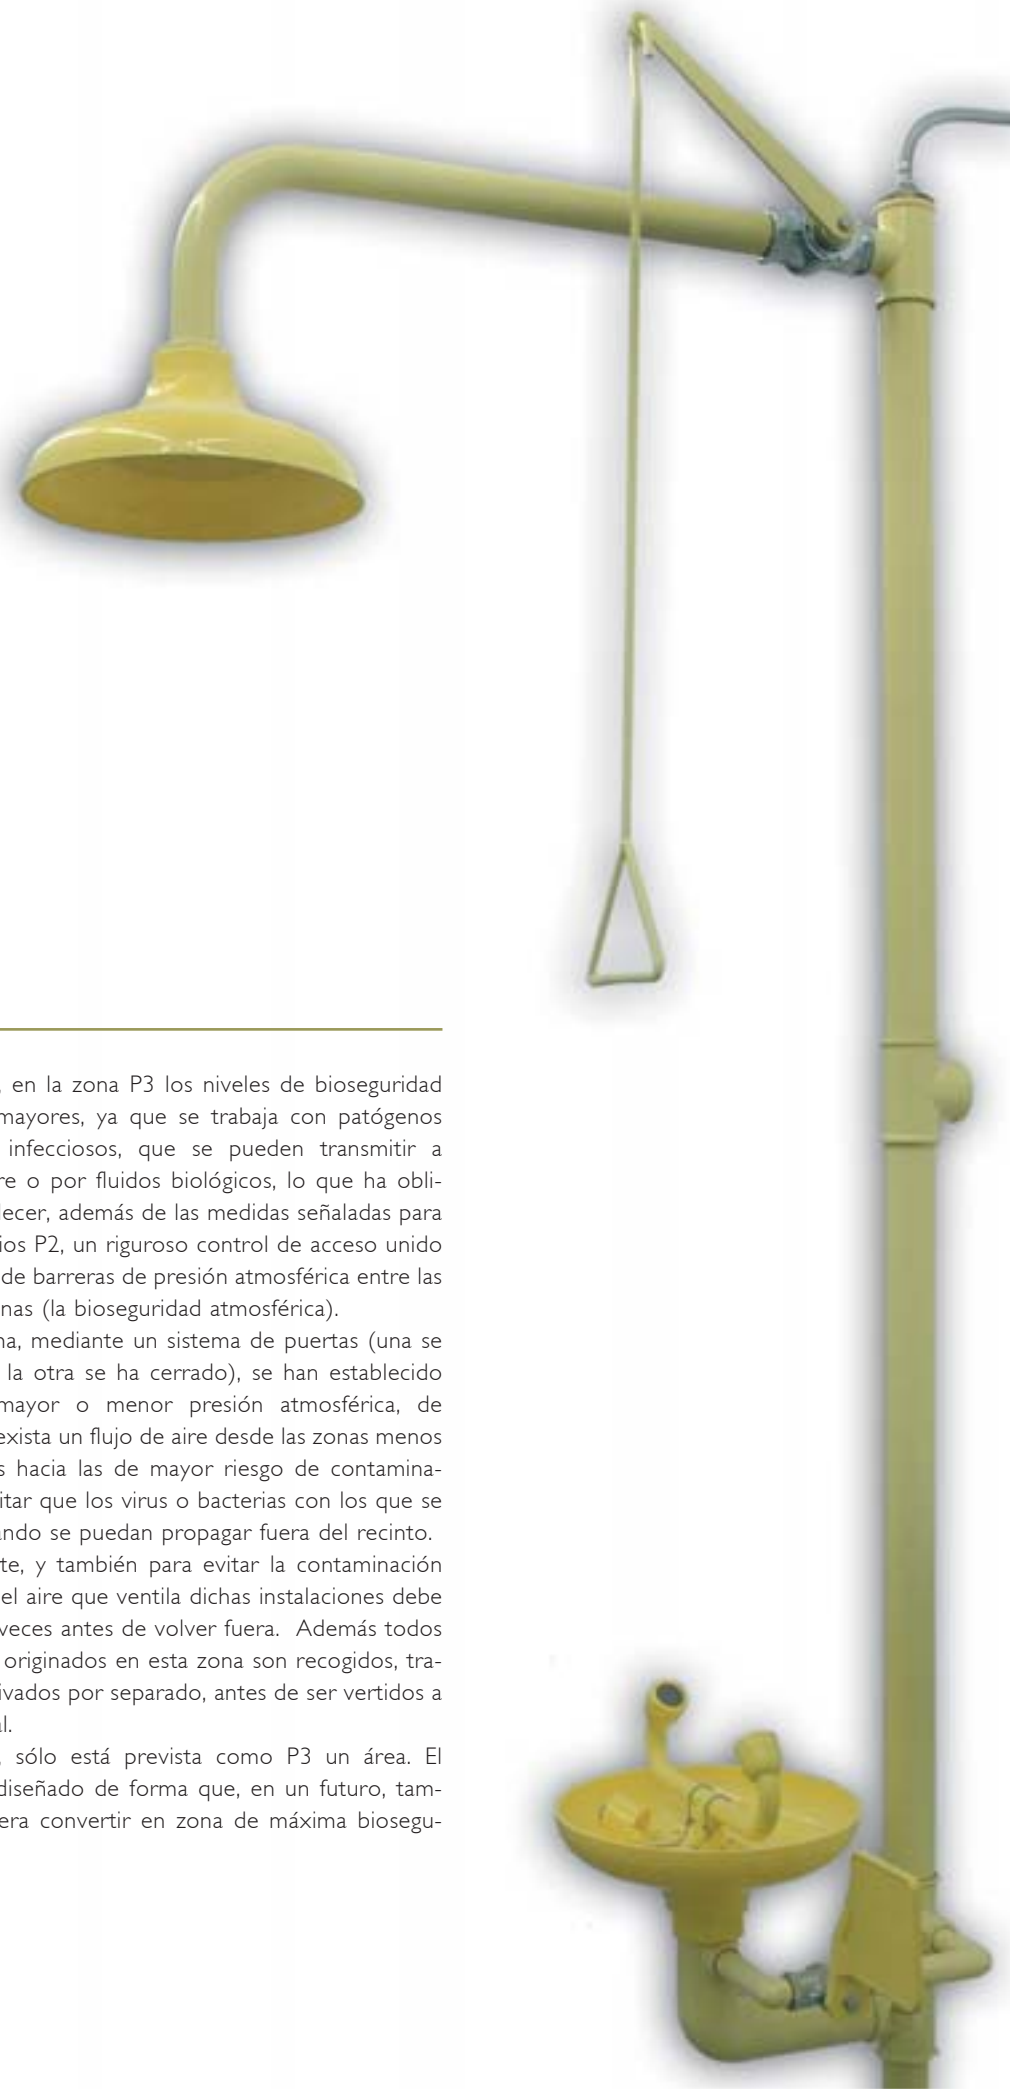 , en la zona P3 los niveles de bioseguridad
mayores, ya que se trabaja con patógenos
infecciosos, que se pueden transmitir a
re o por fluidos biológicos, lo que ha obli-
lecer, además de las medidas señaladas para
ios P2, un riguroso control de acceso unido
de barreras de presión atmosférica entre las
nas (la bioseguridad atmosférica).
na, mediante un sistema de puertas (una se
la otra se ha cerrado), se han establecido
mayor o menor presión atmosférica, de
exista un flujo de aire desde las zonas menos
s hacia las de mayor riesgo de contamina-
itar que los virus o bacterias con los que se
ando se puedan propagar fuera del recinto.
te, y también para evitar la contaminación
el aire que ventila dichas instalaciones debe
veces antes de volver fuera. Además todos
originados en esta zona son recogidos, tra-
ivados por separado, antes de ser vertidos a
al.
, sólo está prevista como P3 un área. El
diseñado de forma que, en un futuro, tam-
era convertir en zona de máxima biosegu-